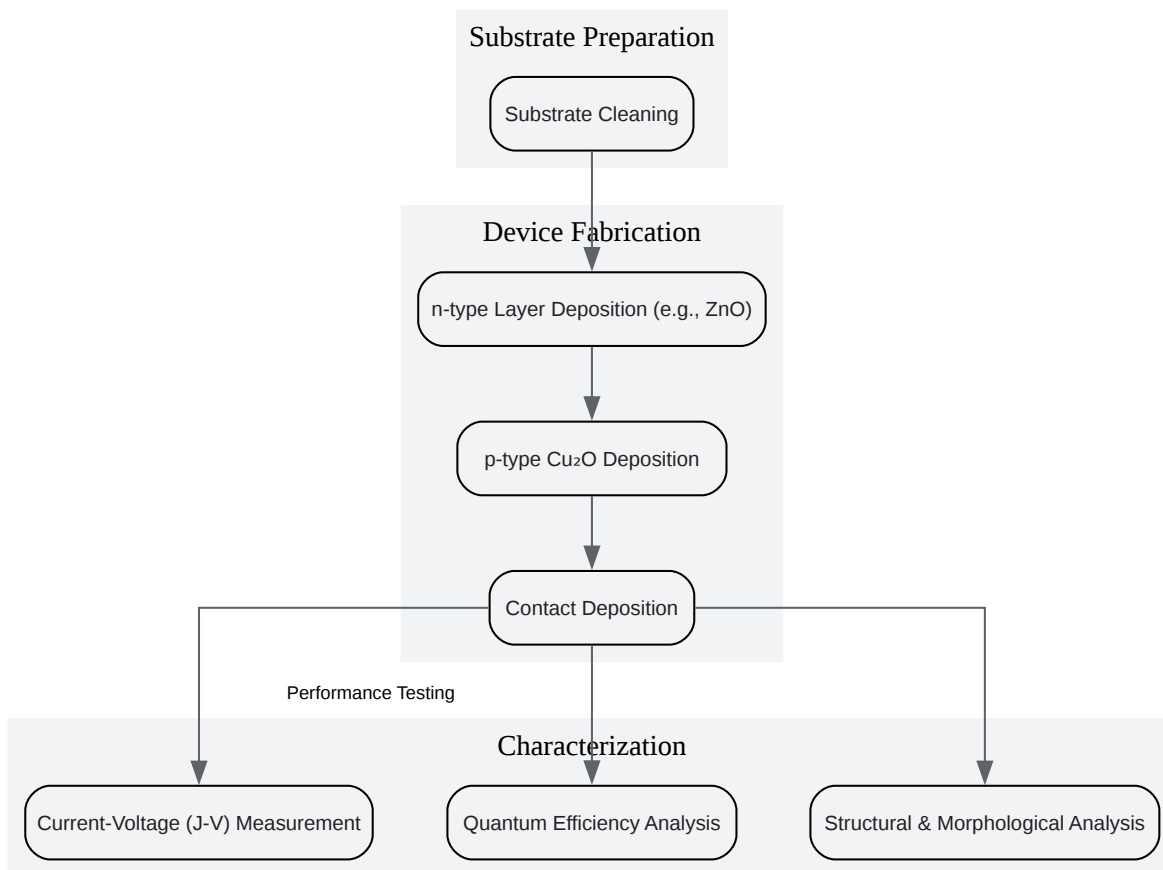 Substrate Preparation
Substrate Cleaning
Device Fabrication
n-type Layer Deposition (e.g., ZnO)
p-type Cu₂O Deposition
Contact Deposition
Performance Testing
Characterization
Current-Voltage (J-V) Measurement
Quantum Efficiency Analysis
Structural & Morphological Analysis